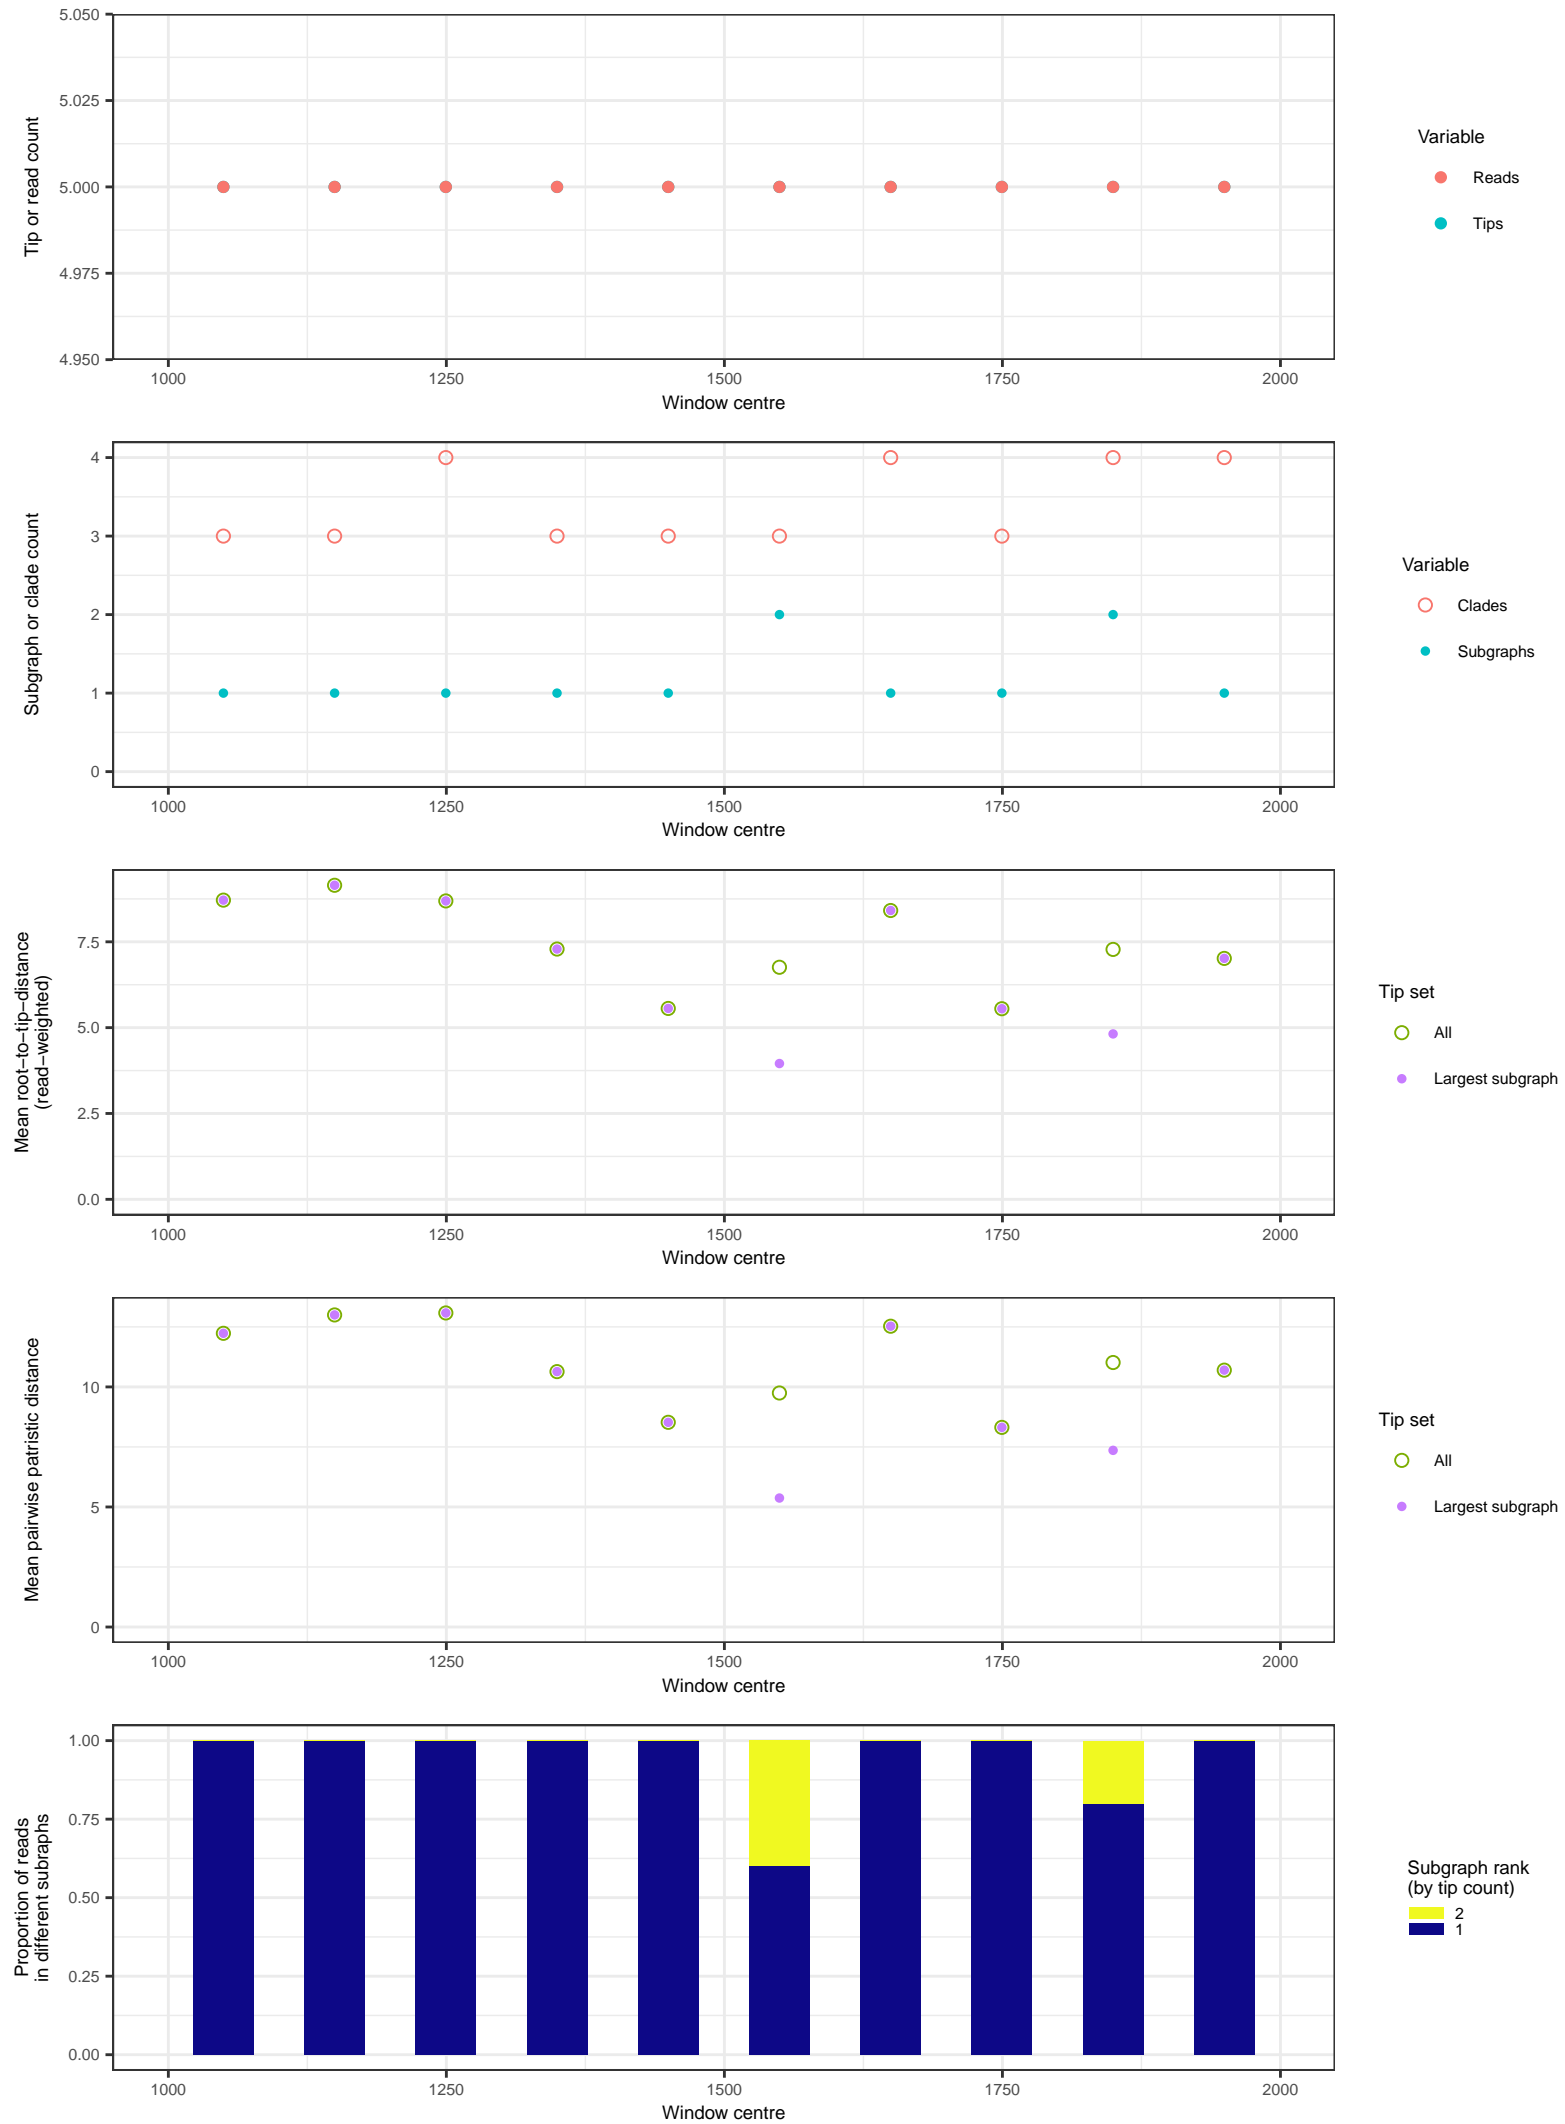 5.050
5.025
5.000
4.975
4.950
Tip or read count
1000 1250 1500 1750 2000
Window centre
Variable
Reads
Tips
4
3
2
1
0
Subgraph or clade count
1000 1250 1500 1750 2000
Window centre
Variable
Clades
Subgraphs
7.5
5.0
2.5
0.0
Mean root−to−tip−distance
(read−weighted)
1000 1250 1500 1750 2000
Window centre
Tip set
All
Largest subgraph
10
5
0
Mean pairwise patristic distance
1000 1250 1500 1750 2000
Window centre
Tip set
All
Largest subgraph
1.00
0.75
0.50
0.25
0.00
Proportion of reads
in different subraphs
1000 1250 1500 1750 2000
Window centre
Subgraph rank
(by tip count)
2
1